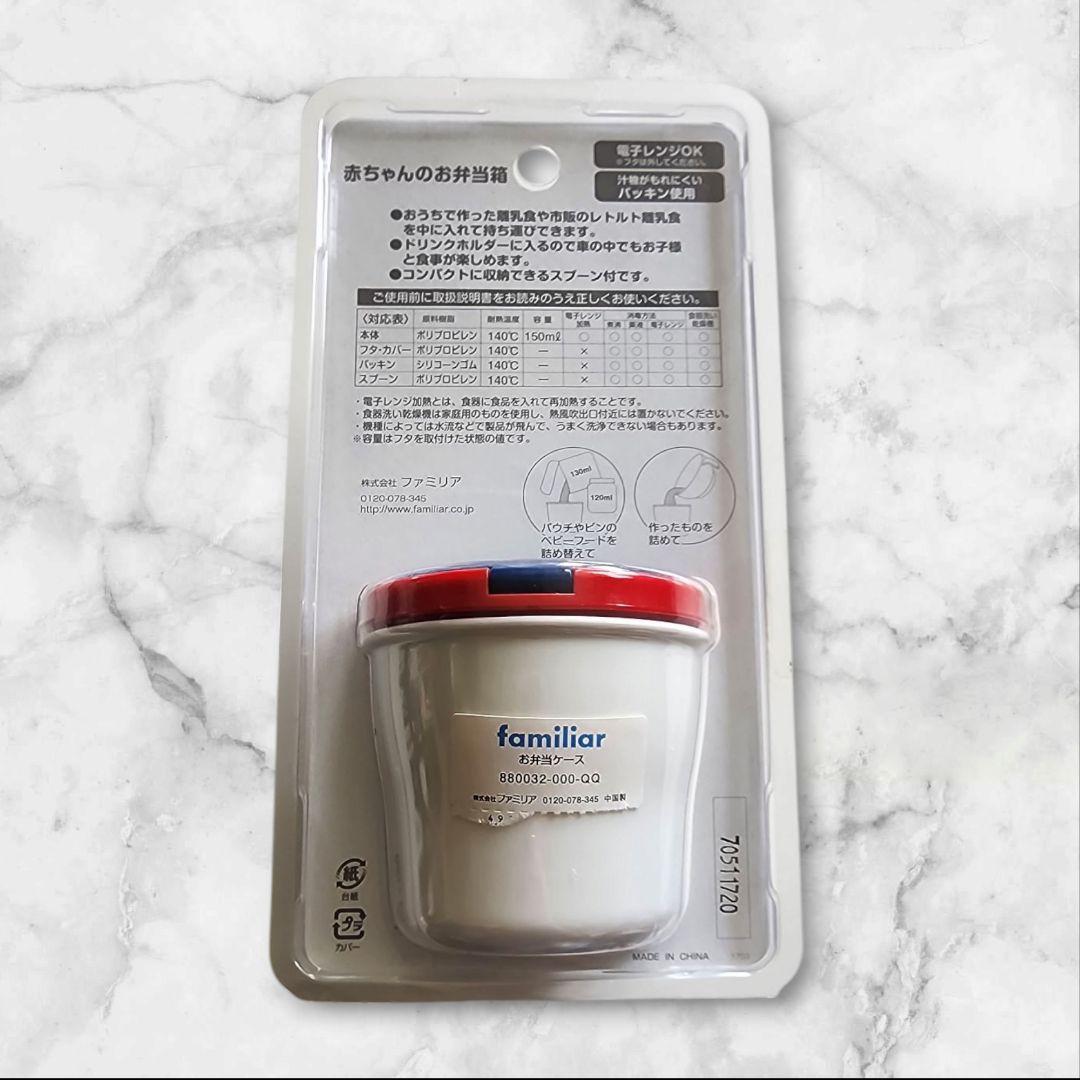 赤ちゃんのお弁当箱
電子レンジOK
※フタは外してください。
汁物がもれにくい
パッキン使用
●おうちで作った離乳食や市販のレトルト離乳食
を中に入れて持ち運びできます。
●ドリンクホルダーに入るので車の中でもお子様
と食事が楽しめます。
●コンパクトに収納できるスプーン付です。
ご使用前に取扱説明書をお読みのうえ正しくお使いください。
〈対応表〉 原料樹脂 耐熱温度 容量 電子レンジ加熱 消毒方法 煮沸 薬液 電子レンジ 食器洗い乾燥機
本体 ポリプロピレン 140℃ 150mℓ ○ ○ ○ ○ ○
フタ・カバー ポリプロピレン 140℃ ー × ○ ○ ○ ○
パッキン シリコーンゴム 140℃ ー × ○ ○ ○ ○
スプーン ポリプロピレン 140℃ ー × ○ ○ ○ ○
・電子レンジ加熱とは、食器に食品を入れて再加熱することです。
・食器洗い乾燥機は家庭用のものを使用し、熱風吹出口付近には置かないでください。
・機種によっては水流などで製品が飛んで、うまく洗浄できない場合もあります。
※容量はフタを取付けた状態の値です。
株式会社 ファミリア
0120-078-345
http://www.familiar.co.jp
130ml
120ml
パウチやビンの
ベビーフードを
詰め替えて
作ったものを
詰めて
familiar
お弁当ケース
880032-000-QQ
株式会社 ファミリア 0120-078-345 中国製
4.9
70511720
紙
台紙
プラ
カバー
MADE IN CHINA